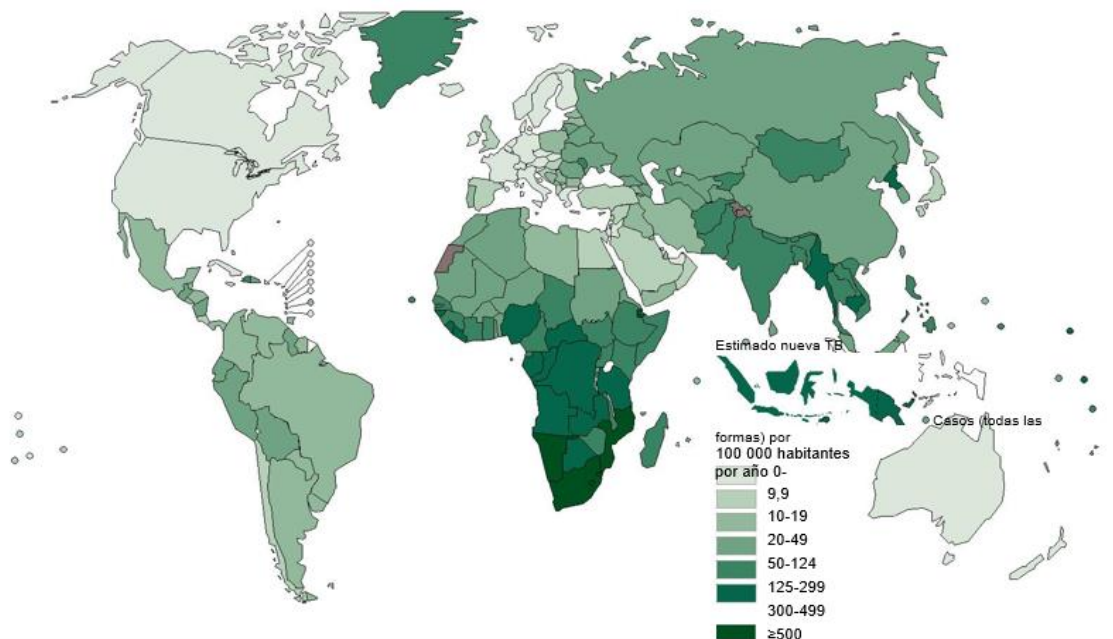 Estimado nueva TB
Casos (todas las
formas) por
100 000 habitantes
por año 0-
9,9
10-19
20-49
50-124
125-299
300-499
≥500